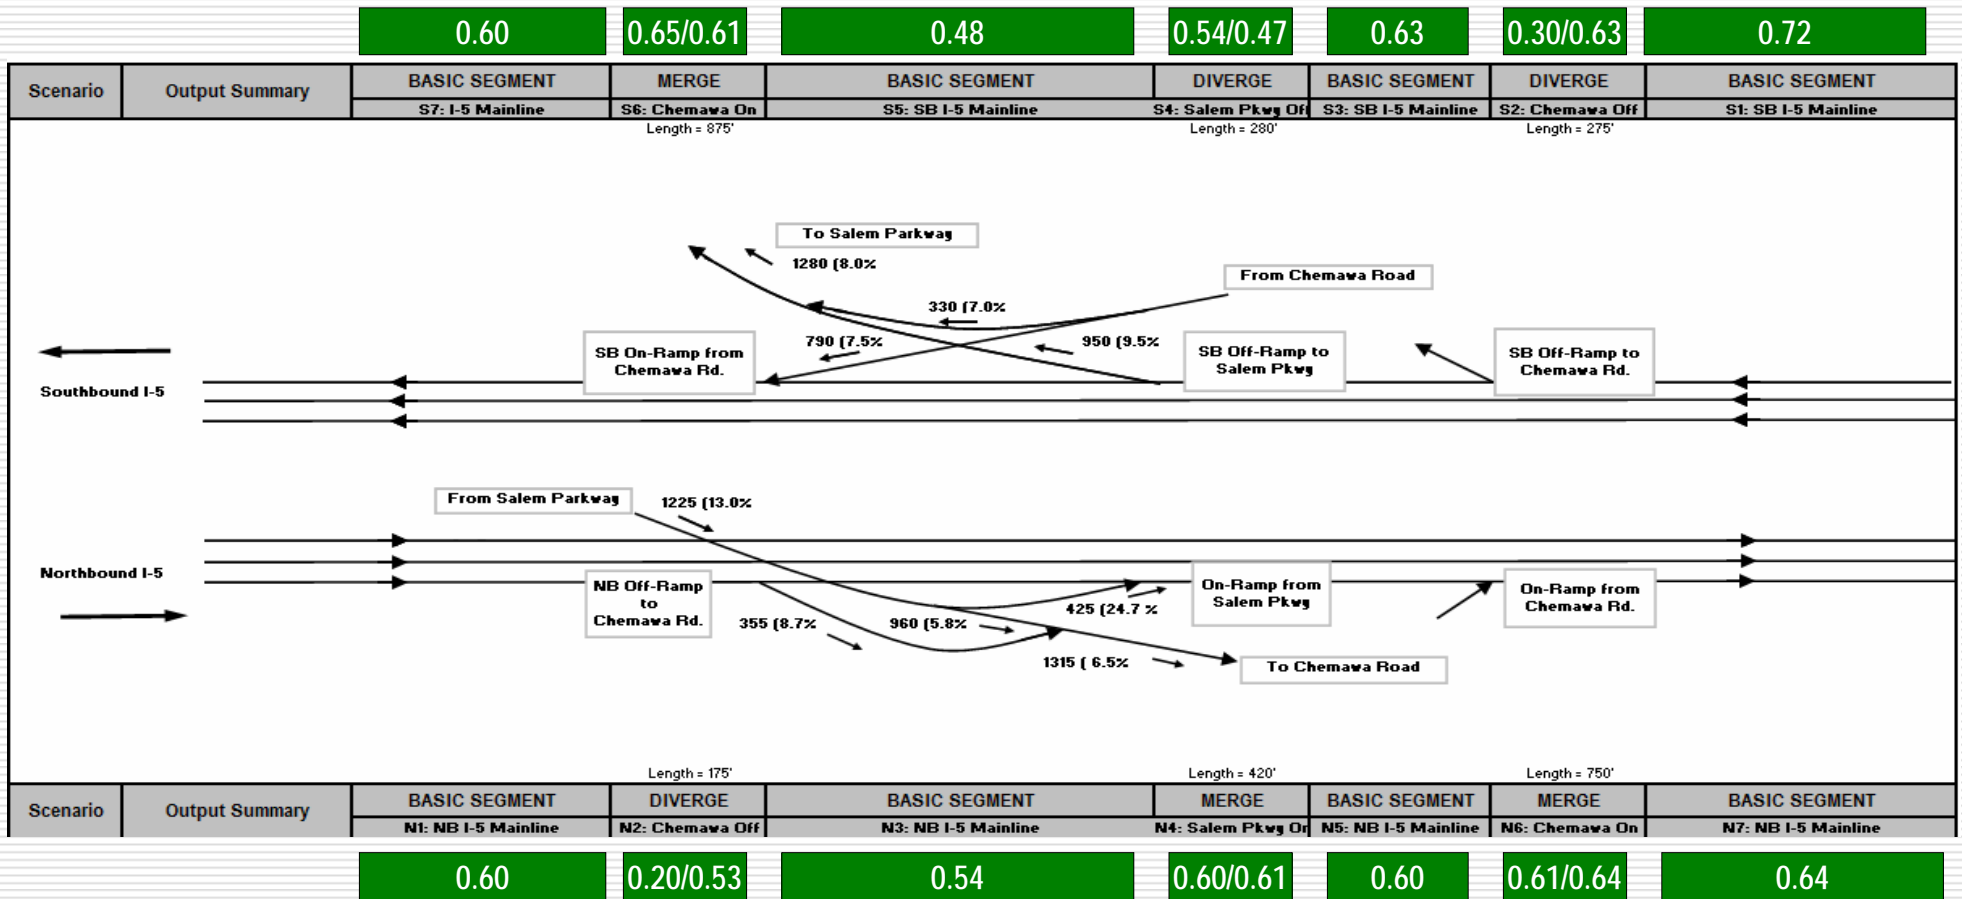 0.60 0.65/0.61 0.48 0.54/0.47 0.63 0.30/0.63 0.72
Scenario Output Summary BASIC SEGMENT MERGE BASIC SEGMENT DIVERGE BASIC SEGMENT DIVERGE BASIC SEGMENT
S7: I-5 Mainline S6: Chemawa On S5: SB I-5 Mainline S4: Salem Pkwy Off S3: SB I-5 Mainline S2: Chemawa Off S1: SB I-5 Mainline
Length = 875' Length = 280' Length = 275'
To Salem Parkway
1280 (8.0%
From Chemawa Road
330 (7.0%
790 (7.5%
950 (9.5%
SB On-Ramp from
Chemawa Rd.
SB Off-Ramp to
Salem Pkwy
SB Off-Ramp to
Chemawa Rd.
Southbound I-5
From Salem Parkway
1225 (13.0%
Northbound I-5
NB Off-Ramp
to
Chemawa Rd.
On-Ramp from
Salem Pkwy
On-Ramp from
Chemawa Rd.
355 (8.7%
960 (5.8%
425 (24.7 %
1315 ( 6.5%
To Chemawa Road
Length = 175' Length = 420' Length = 750'
Scenario Output Summary BASIC SEGMENT DIVERGE BASIC SEGMENT MERGE BASIC SEGMENT MERGE BASIC SEGMENT
N1: NB I-5 Mainline N2: Chemawa Off N3: NB I-5 Mainline N4: Salem Pkwy On N5: NB I-5 Mainline N6: Chemawa On N7: NB I-5 Mainline
0.60 0.20/0.53 0.54 0.60/0.61 0.60 0.61/0.64 0.64